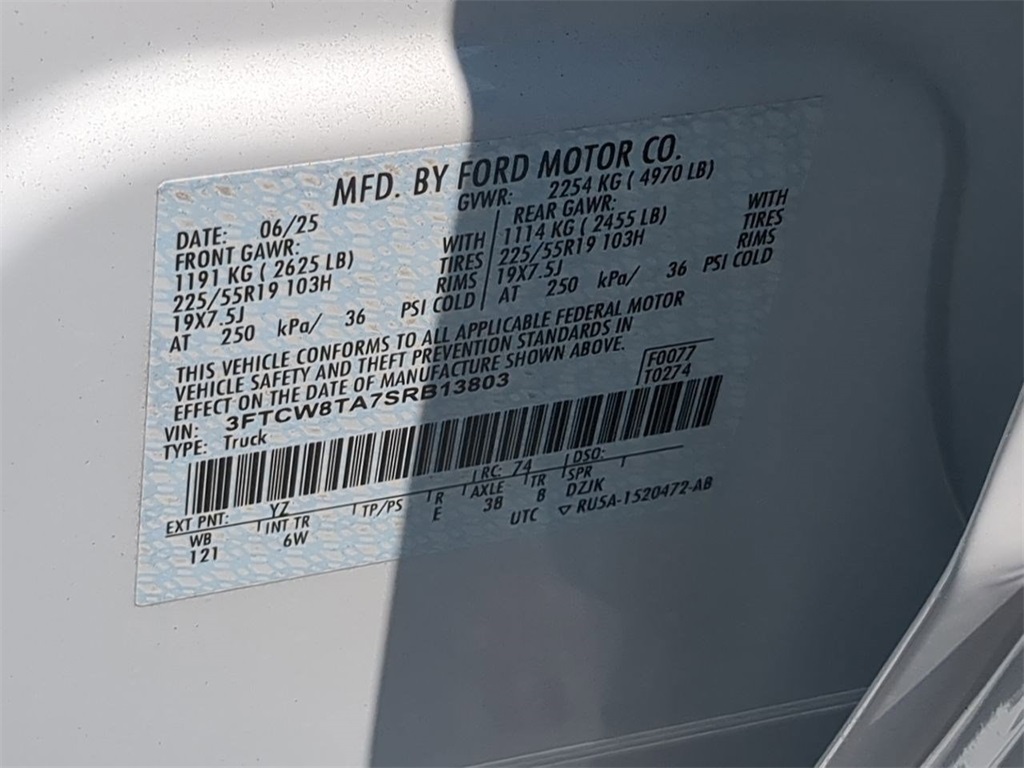 MFD. BY FORD MOTOR CO.
DATE: 06/25 GVWR: 2254 KG ( 4970 LB)
FRONT GAWR: REAR GAWR:
1191 KG ( 2625 LB) WITH 1114 KG ( 2455 LB) WITH
225/55R19 103H TIRES 225/55R19 103H TIRES
19X7.5J RIMS 19X7.5J RIMS
AT 250 kPa/ 36 PSI COLD AT 250 kPa/ 36 PSI COLD
THIS VEHICLE CONFORMS TO ALL APPLICABLE FEDERAL MOTOR
VEHICLE SAFETY AND THEFT PREVENTION STANDARDS IN
EFFECT ON THE DATE OF MANUFACTURE SHOWN ABOVE.
VIN: 3FTCW8TA7SRB13803 F0077
TYPE: Truck T0274
EXT PNT: YZ RC: 74 DSO:
WB INT TR TP/PS R AXLE TR SPR
121 6W E 3B B DZJK
UTC ▽ RUSA-1520472-AB